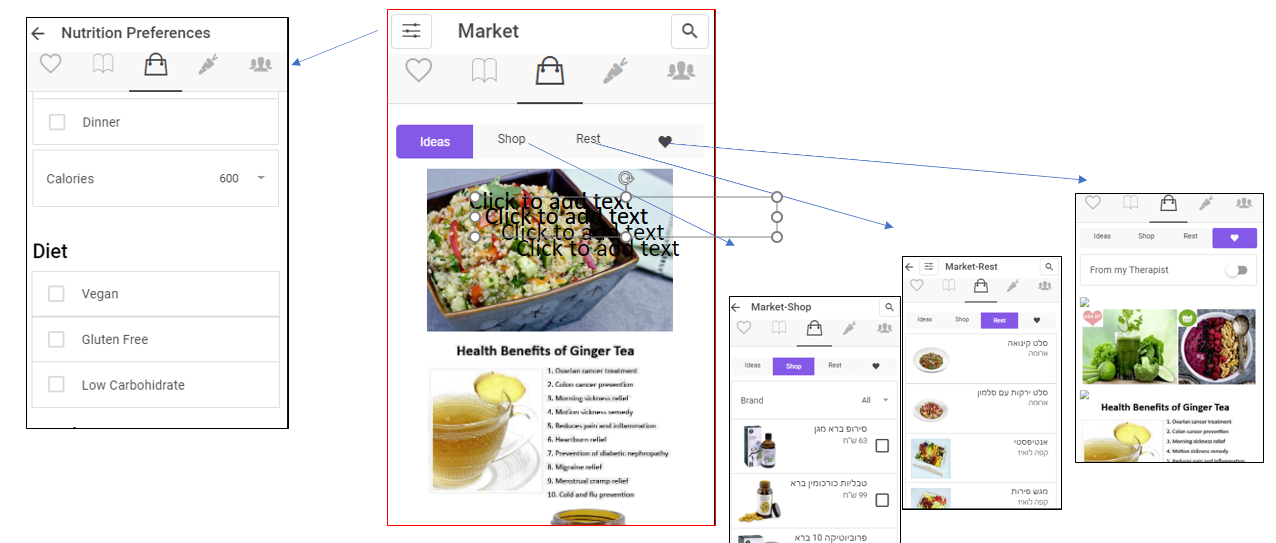 Nutrition Preferences
Dinner
Calories 600
Diet
Vegan
Gluten Free
Low Carbohidrate
Market
Ideas Shop Rest
Click to add text
Click to add text
Click to add text
Click to add text
Health Benefits of Ginger Tea
1. Ovarian cancer treatment
2. Colon cancer prevention
3. Morning sickness relief
4. Motion sickness remedy
5. Reduces pain and inflammation
6. Heartburn relief
7. Prevention of diabetic nephropathy
8. Migraine relief
9. Menstrual cramp relief
10. Cold and flu prevention
Market-Shop
Ideas Shop Rest
Brand All
סירופ ברא מגן
63 ש"ח
טבליות כורכומין ברא
99 ש"ח
פרוביוטיקה 10 ברא
Market-Rest
Ideas Shop Rest
סלט קינואה
ארומה
סלט ירקות עם סלמון
ארומה
אנטיפסטי
קפה לואיז
מגש פירות
קפה לואיז
Ideas Shop Rest
From my Therapist
Health Benefits of Ginger Tea
1. Ovarian cancer treatment
2. Colon cancer prevention
3. Morning sickness relief
4. Motion sickness remedy
5. Reduces pain and inflammation